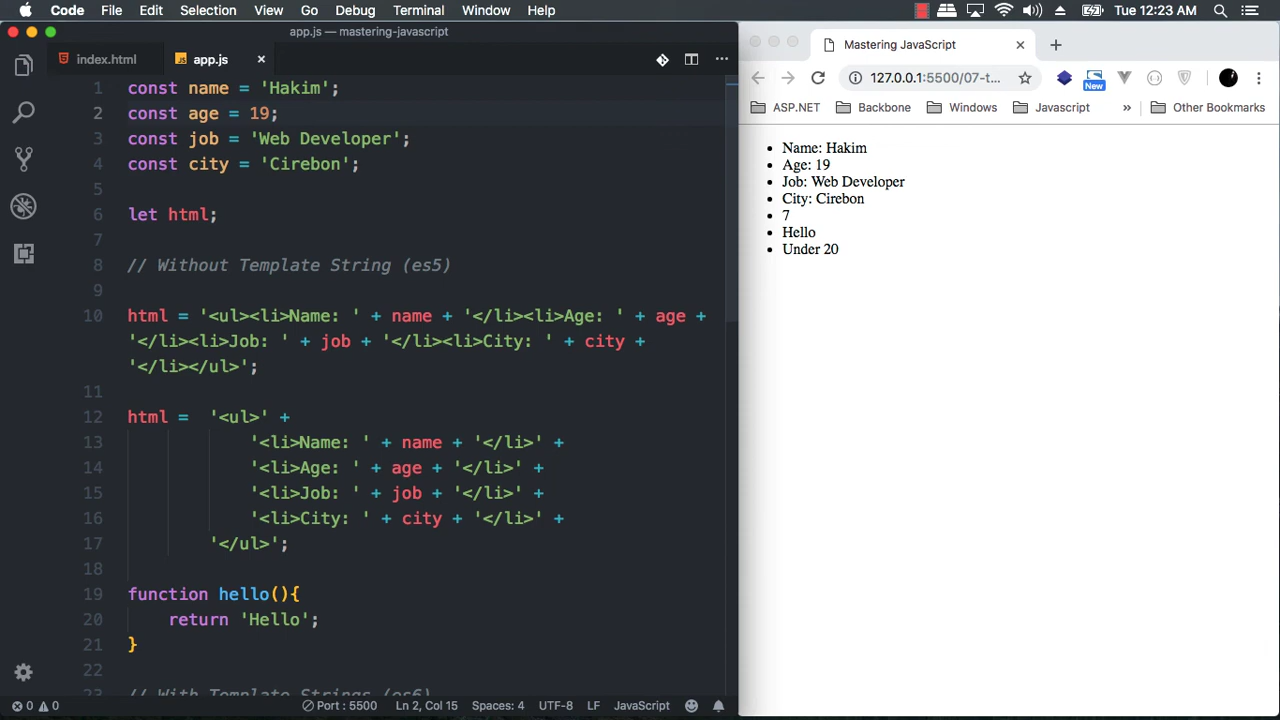 Code File Edit Selection View Go Debug Terminal Window Help
Tue 12:23 AM
app.js — mastering-javascript
index.html
app.js
1 const name = 'Hakim';
2 const age = 19;
3 const job = 'Web Developer';
4 const city = 'Cirebon';
5
6 let html;
7
8 // Without Template String (es5)
9
10 html = '<ul><li>Name: ' + name + '</li><li>Age: ' + age +
'</li><li>Job: ' + job + '</li><li>City: ' + city +
'</li></ul>';
11
12 html =  '<ul>' +
13 '<li>Name: ' + name + '</li>' +
14 '<li>Age: ' + age + '</li>' +
15 '<li>Job: ' + job + '</li>' +
16 '<li>City: ' + city + '</li>' +
17 '</ul>';
18
19 function hello(){
20 return 'Hello';
21 }
22
23 // With Template Strings (es6)
0 0 Port : 5500 Ln 2, Col 15 Spaces: 4 UTF-8 LF JavaScript
Mastering JavaScript
127.0.0.1:5500/07-t...
New
ASP.NET Backbone Windows Javascript » Other Bookmarks
• Name: Hakim
• Age: 19
• Job: Web Developer
• City: Cirebon
• 7
• Hello
• Under 20